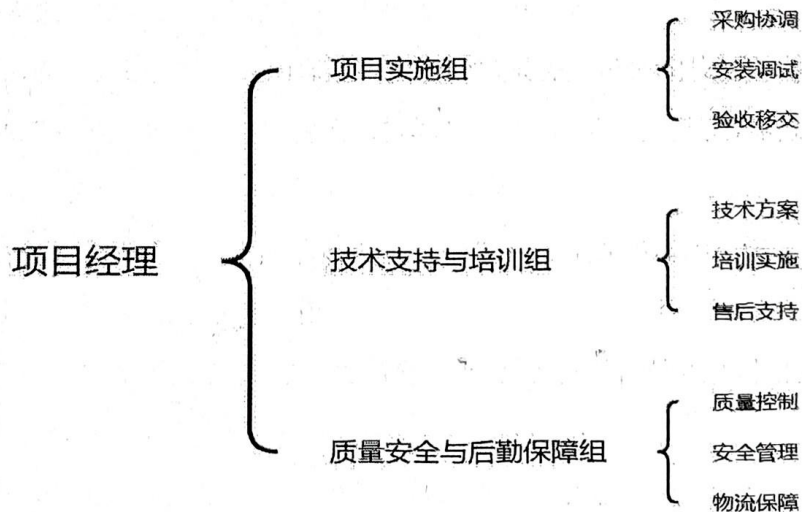 项目经理
项目实施组
采购协调
安装调试
验收移交
技术支持与培训组
技术方案
培训实施
售后支持
质量安全与后勤保障组
质量控制
安全管理
物流保障